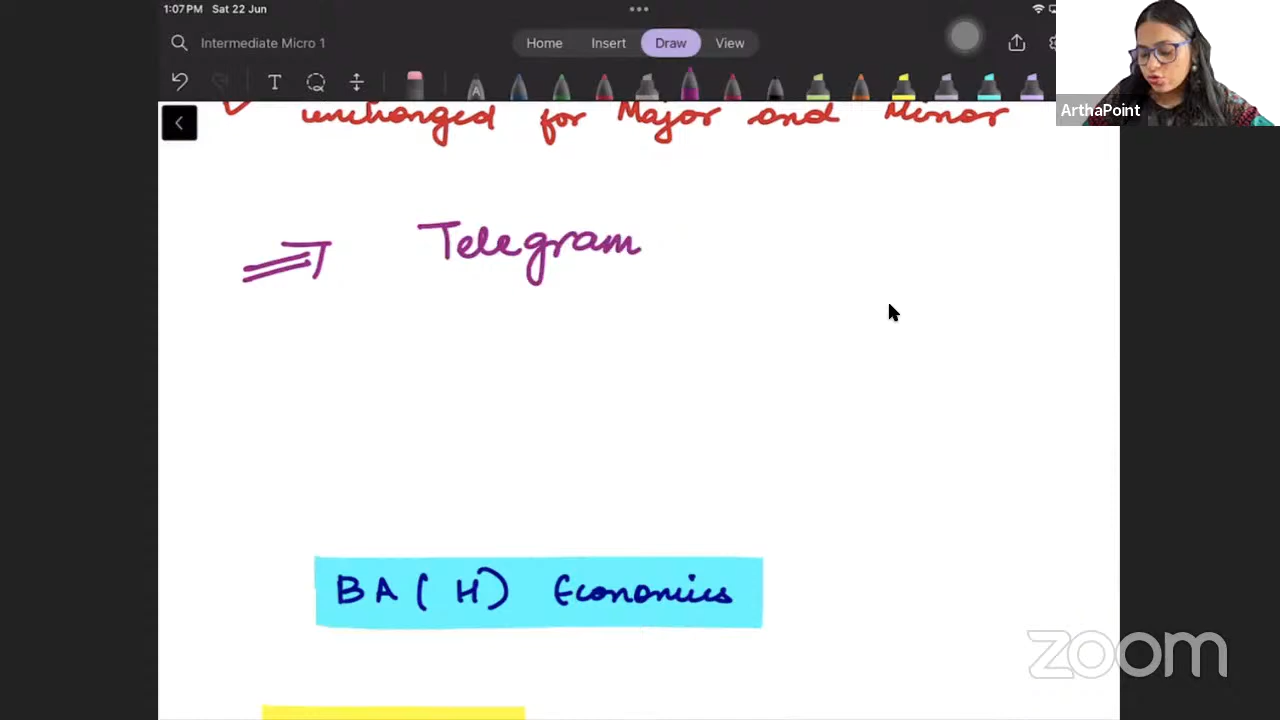 1:07 PM Sat 22 Jun
Intermediate Micro 1
Home Insert Draw View
ArthaPoint
unchanged for Major and Minor
Telegram
BA (H) Economics
zoom